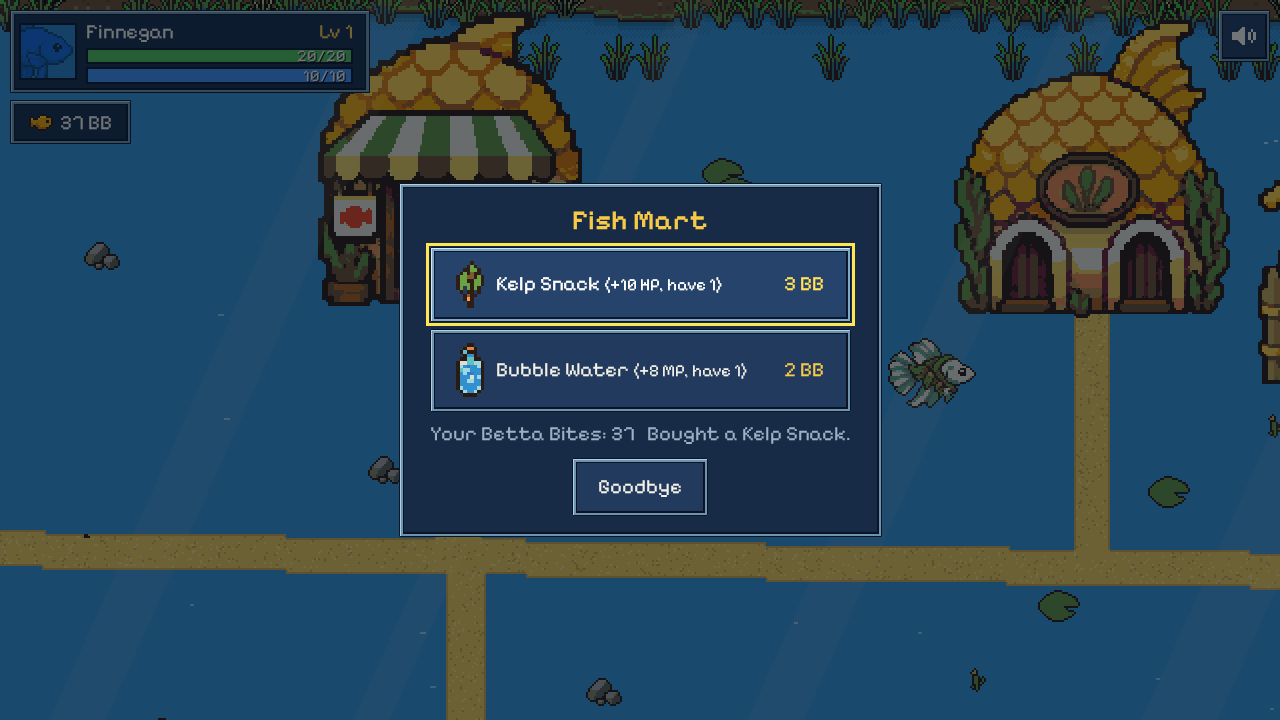 Finnegan Lv 1
20/20
10/10
37 BB
Fish Mart
Kelp Snack (+10 HP, have 1) 3 BB
Bubble Water (+8 MP, have 1) 2 BB
Your Betta Bites: 37 Bought a Kelp Snack.
Goodbye